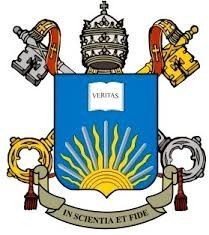 VERITAS
IN SCIENTIA ET FIDE